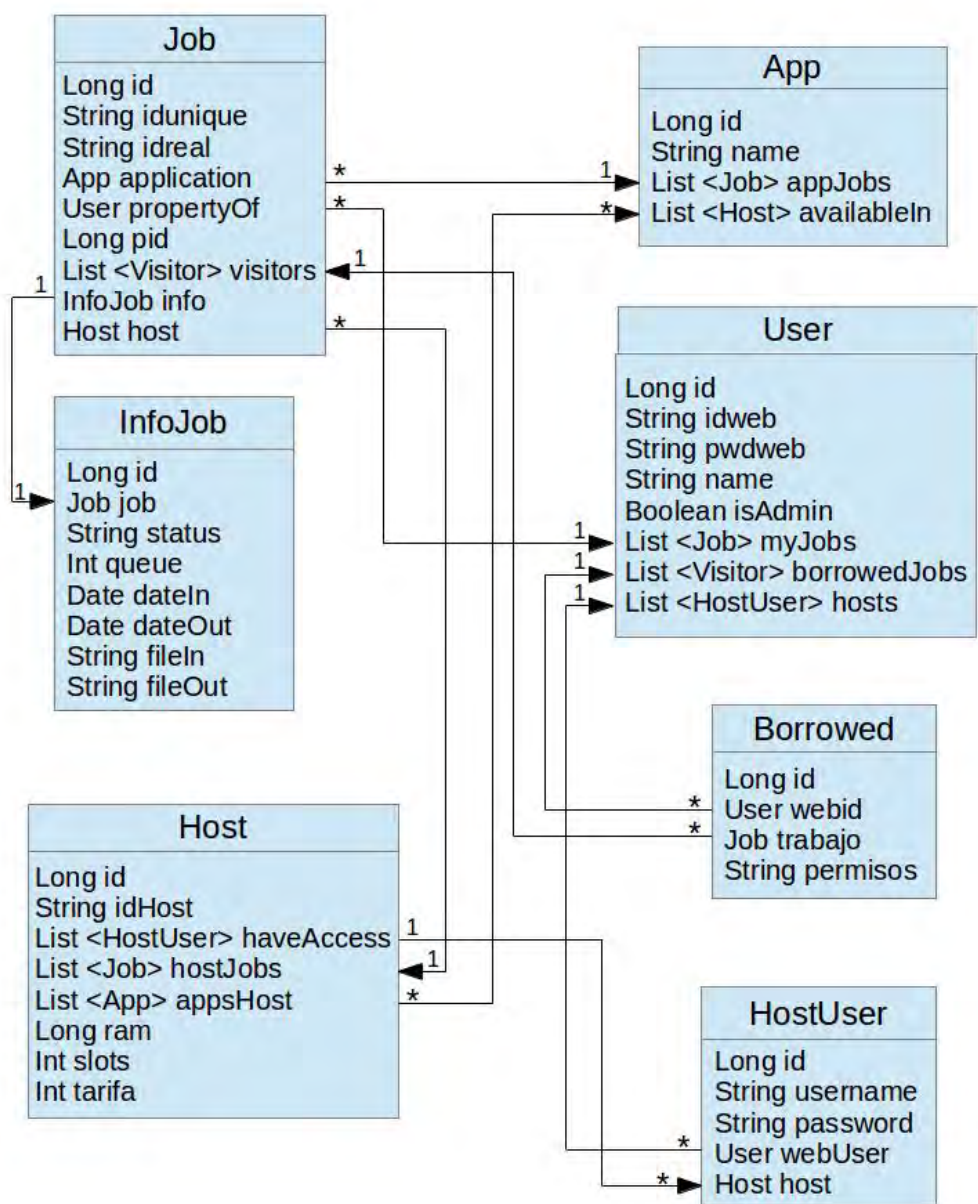 Job
Long id
String idunique
String idreal
App application
User propertyOf
Long pid
List <Visitor> visitors
InfoJob info
Host host
*
*
1
1
*
App
Long id
String name
List <Job> appJobs
List <Host> availableIn
1
*
User
Long id
String idweb
String pwdweb
String name
Boolean isAdmin
List <Job> myJobs
List <Visitor> borrowedJobs
List <HostUser> hosts
1
1
1
InfoJob
Long id
Job job
String status
Int queue
Date dateIn
Date dateOut
String fileIn
String fileOut
1
Borrowed
Long id
User webid
Job trabajo
String permisos
*
*
Host
Long id
String idHost
List <HostUser> haveAccess
List <Job> hostJobs
List <App> appsHost
Long ram
Int slots
Int tarifa
1
1
*
HostUser
Long id
String username
String password
User webUser
Host host
*
*